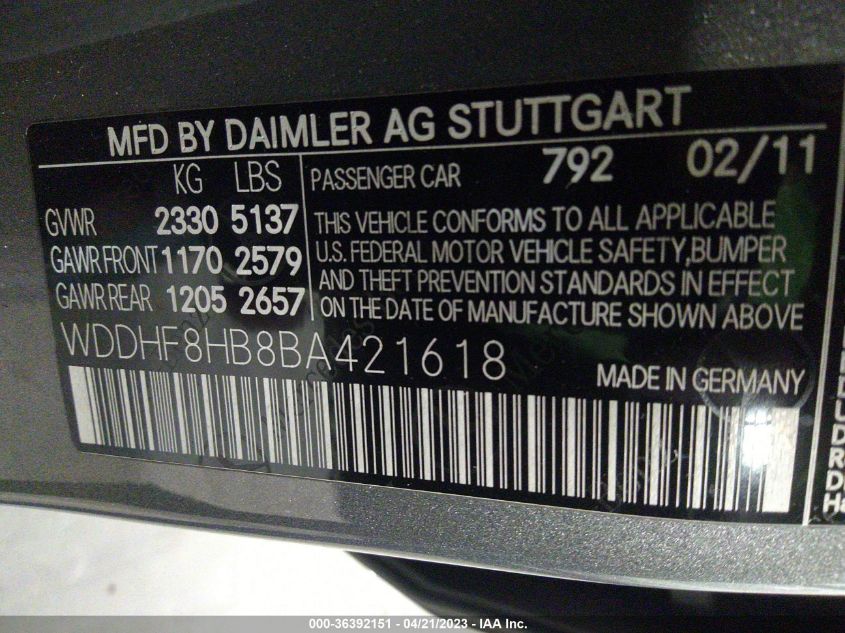 MFD BY DAIMLER AG STUTTGART
KG LBS
GVWR 2330 5137
GAWR FRONT 1170 2579
GAWR REAR 1205 2657
PASSENGER CAR 792 02/11
THIS VEHICLE CONFORMS TO ALL APPLICABLE
U.S. FEDERAL MOTOR VEHICLE SAFETY,BUMPER
AND THEFT PREVENTION STANDARDS IN EFFECT
ON THE DATE OF MANUFACTURE SHOWN ABOVE
WDDHF8HB8BA421618
MADE IN GERMANY
000-36392151 - 04/21/2023 - IAA Inc.